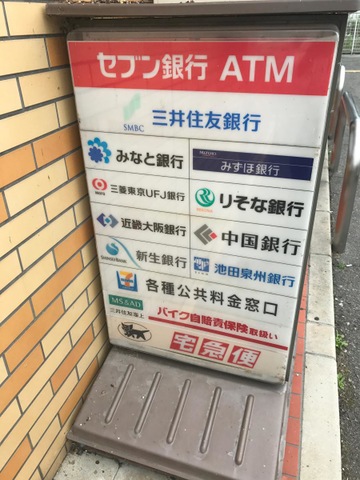 セブン銀行 ATM
SMBC 三井住友銀行
みなと銀行 MIZUHO みずほ銀行
MUFG 三菱東京UFJ銀行 りそな銀行
近畿大阪銀行 中国銀行
新生銀行 池田泉州銀行
各種公共料金窓口
MS&AD 三井住友海上 バイク自賠責保険取扱い
宅急便